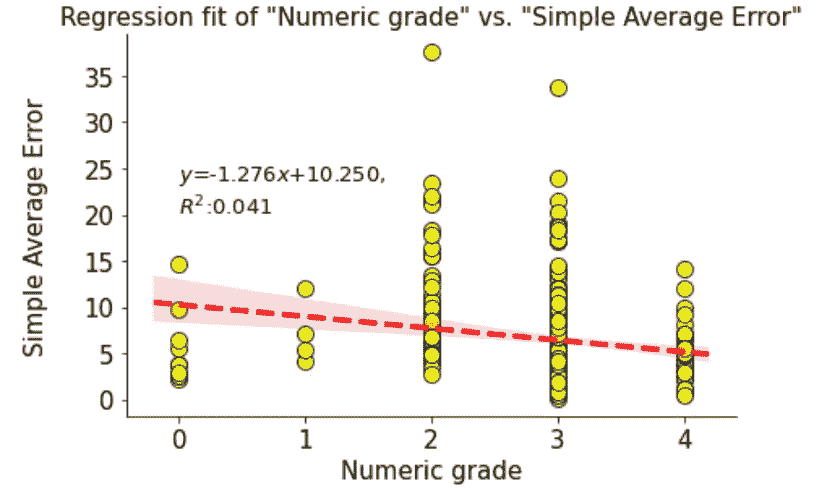 Regression fit of "Numeric grade" vs. "Simple Average Error"
Simple Average Error
35
30
25
20
15
10
5
0
y=-1.276x+10.250,
R²:0.041
0 1 2 3 4
Numeric grade